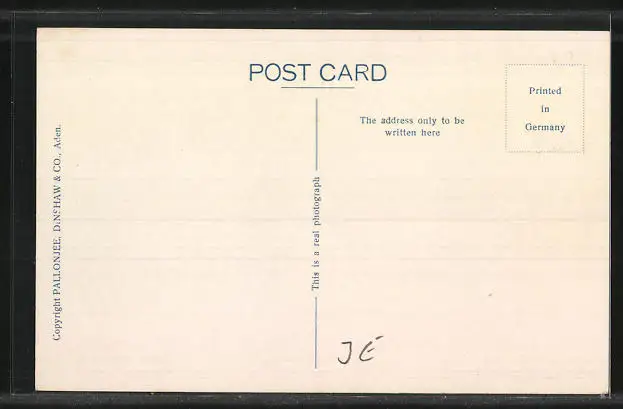 POST CARD
Copyright PALLONJEE, DINSHAW & CO., Aden.
This is a real photograph
The address only to be
written here
Printed
in
Germany
JÉ